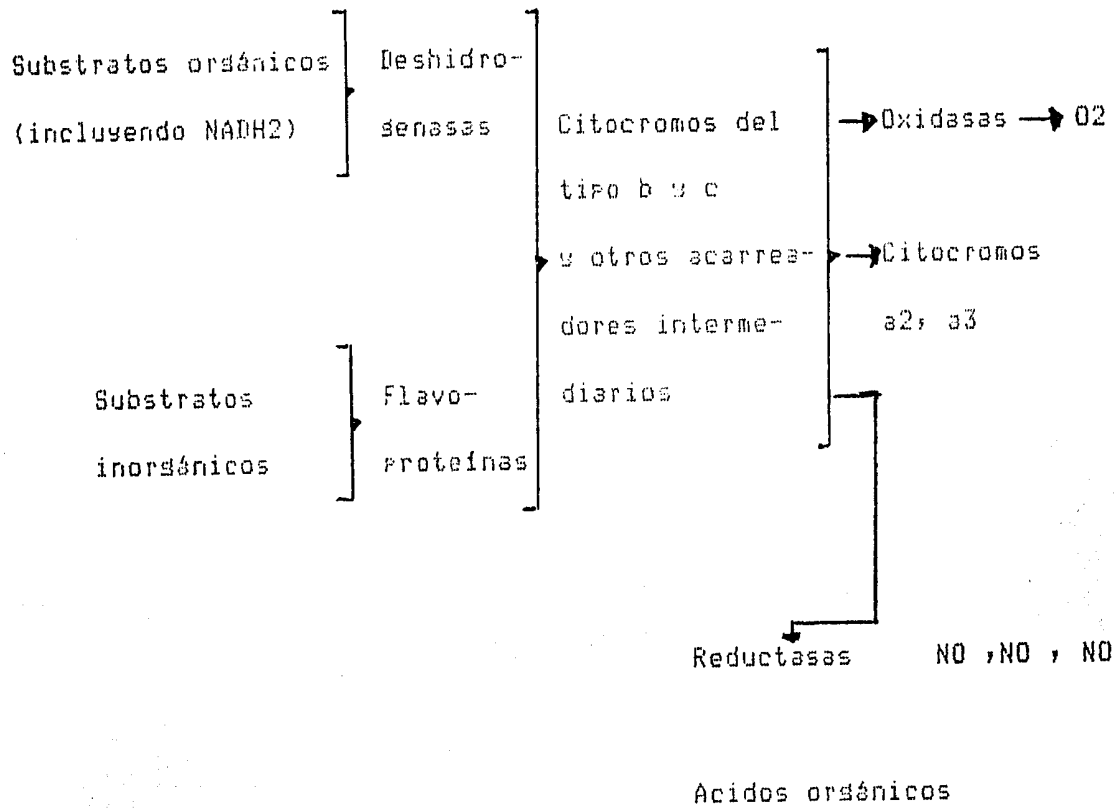 Substratos orgánicos
(incluyendo NADH2)
Deshidro-
genasas
Citocromos del
tipo b y c
y otros acarrea-
dores interme-
diarios
Oxidasas
O2
Citocromos
a2, a3
Substratos
inorgánicos
Flavo-
proteínas
Reductasas
NO ,NO , NO
Acidos orgánicos